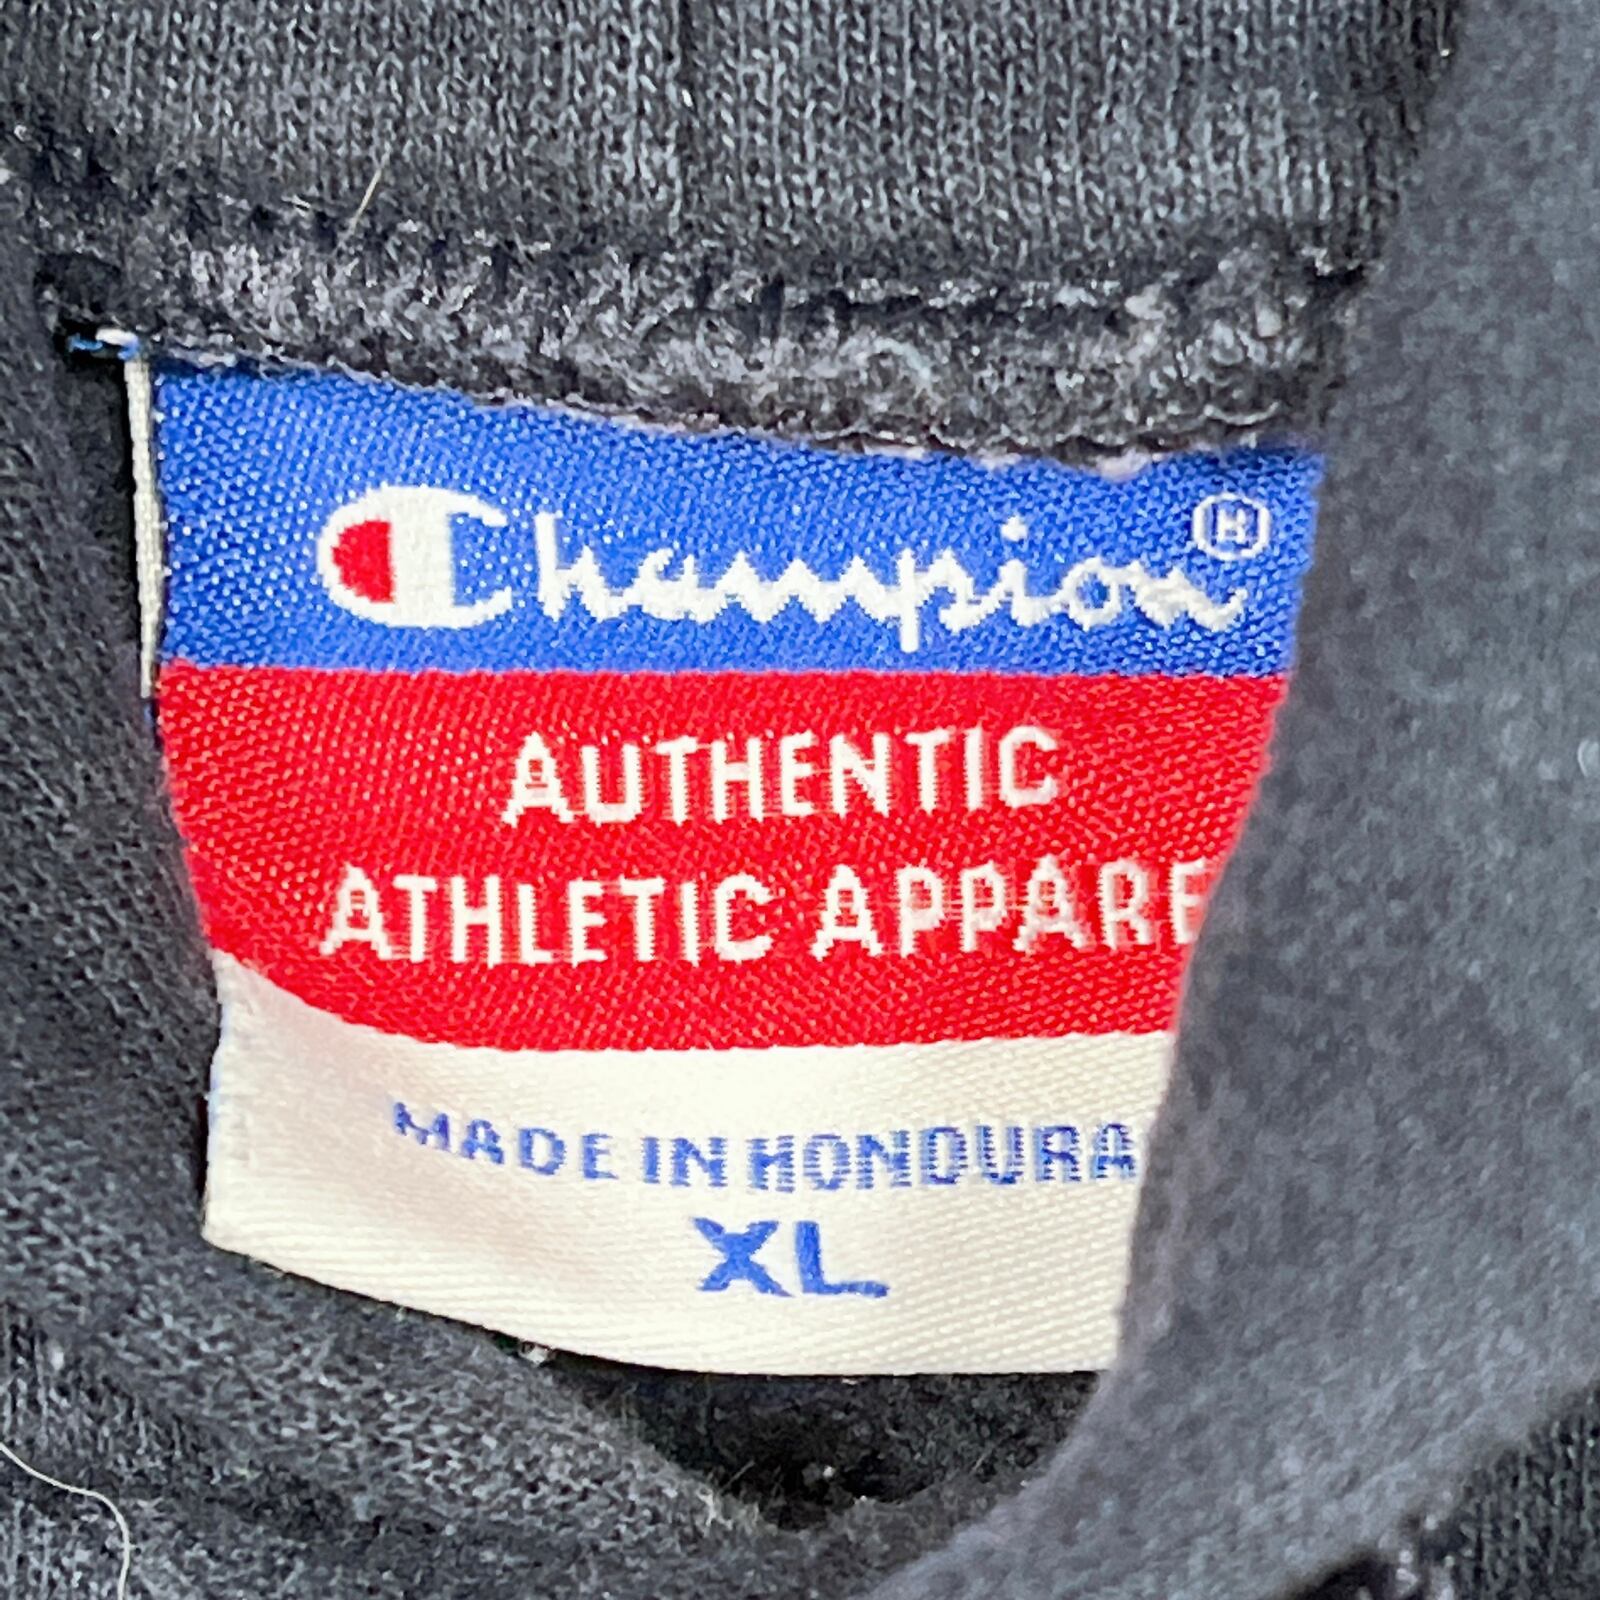 Champion®
AUTHENTIC
ATHLETIC APPARE
MADE IN HONDURA
XL